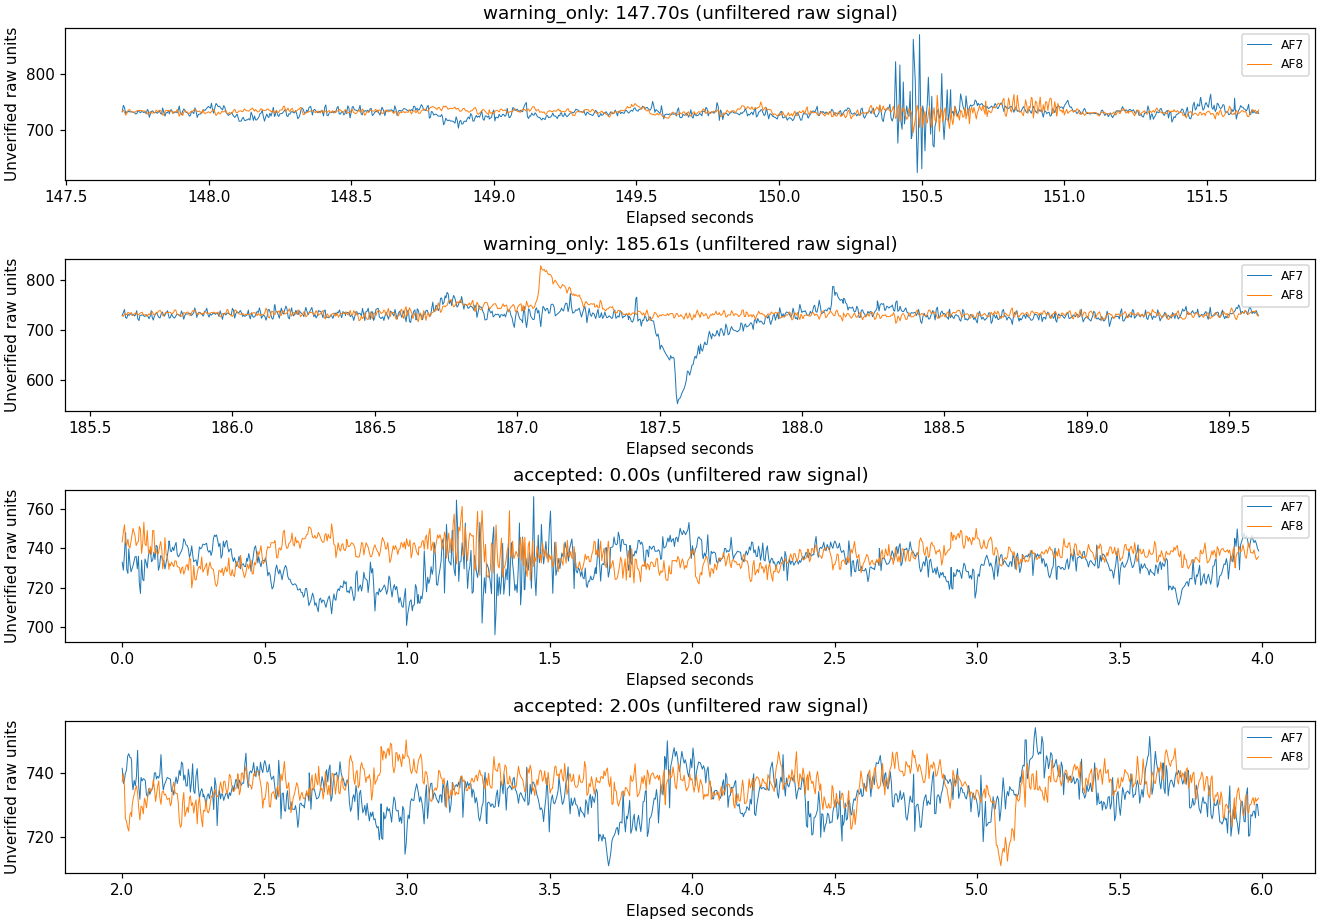 warning_only: 147.70s (unfiltered raw signal)
Unverified raw units
800
700
AF7
AF8
147.5 148.0 148.5 149.0 149.5 150.0 150.5 151.0 151.5
Elapsed seconds
warning_only: 185.61s (unfiltered raw signal)
Unverified raw units
800
700
600
AF7
AF8
185.5 186.0 186.5 187.0 187.5 188.0 188.5 189.0 189.5
Elapsed seconds
accepted: 0.00s (unfiltered raw signal)
Unverified raw units
760
740
720
700
AF7
AF8
0.0 0.5 1.0 1.5 2.0 2.5 3.0 3.5 4.0
Elapsed seconds
accepted: 2.00s (unfiltered raw signal)
Unverified raw units
740
720
AF7
AF8
2.0 2.5 3.0 3.5 4.0 4.5 5.0 5.5 6.0
Elapsed seconds